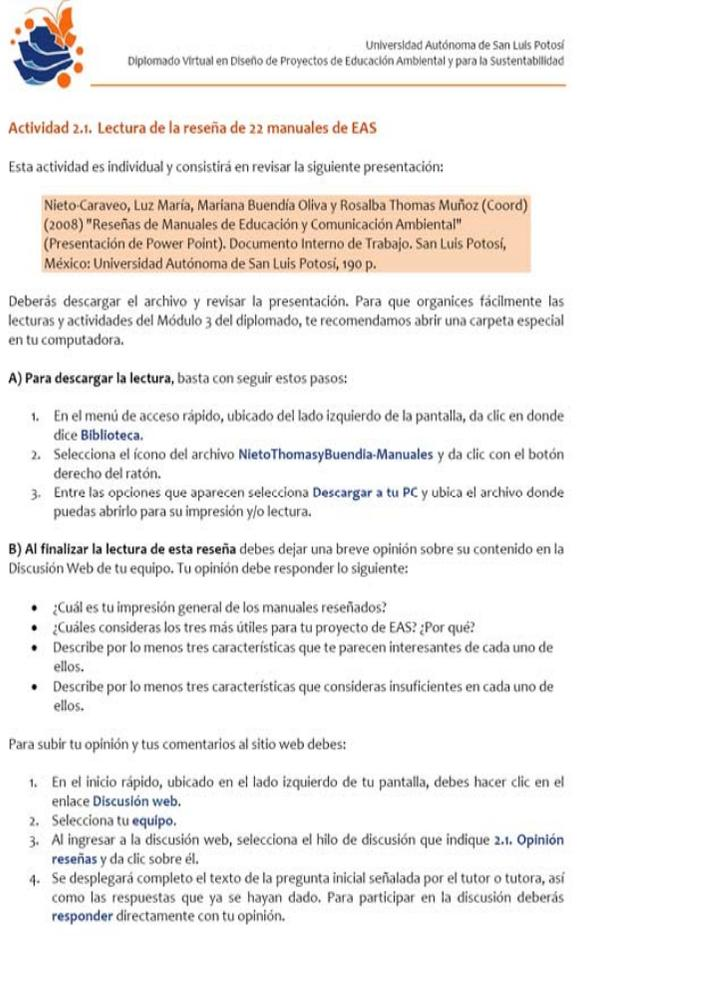 Universidad Autónoma de San Luis Potosí
Diplomado Virtual en Diseño de Proyectos de Educación Ambiental y para la Sustentabilidad
Actividad 2.1. Lectura de la reseña de 22 manuales de EAS
Esta actividad es individual y consistirá en revisar la siguiente presentación:
Nieto-Caraveo, Luz María, Mariana Buendía Oliva y Rosalba Thomas Muñoz (Coord)
(2008) "Reseñas de Manuales de Educación y Comunicación Ambiental"
(Presentación de Power Point). Documento Interno de Trabajo. San Luis Potosí,
México: Universidad Autónoma de San Luis Potosí, 190 p.
Deberás descargar el archivo y revisar la presentación. Para que organices fácilmente las
lecturas y actividades del Módulo 3 del diplomado, te recomendamos abrir una carpeta especial
en tu computadora.
A) Para descargar la lectura, basta con seguir estos pasos:
1. En el menú de acceso rápido, ubicado del lado izquierdo de la pantalla, da clic en donde
dice Biblioteca.
2. Selecciona el ícono del archivo NietoThomasyBuendia-Manuales y da clic con el botón
derecho del ratón.
3. Entre las opciones que aparecen selecciona Descargar a tu PC y ubica el archivo donde
puedas abrirlo para su impresión y/o lectura.
B) Al finalizar la lectura de esta reseña debes dejar una breve opinión sobre su contenido en la
Discusión Web de tu equipo. Tu opinión debe responder lo siguiente:
• ¿Cuál es tu impresión general de los manuales reseñados?
• ¿Cuáles consideras los tres más útiles para tu proyecto de EAS? ¿Por qué?
• Describe por lo menos tres características que te parecen interesantes de cada uno de
ellos.
• Describe por lo menos tres características que consideras insuficientes en cada uno de
ellos.
Para subir tu opinión y tus comentarios al sitio web debes:
1. En el inicio rápido, ubicado en el lado izquierdo de tu pantalla, debes hacer clic en el
enlace Discusión web.
2. Selecciona tu equipo.
3. Al ingresar a la discusión web, selecciona el hilo de discusión que indique 2.1. Opinión
reseñas y da clic sobre él.
4. Se desplegará completo el texto de la pregunta inicial señalada por el tutor o tutora, así
como las respuestas que ya se hayan dado. Para participar en la discusión deberás
responder directamente con tu opinión.